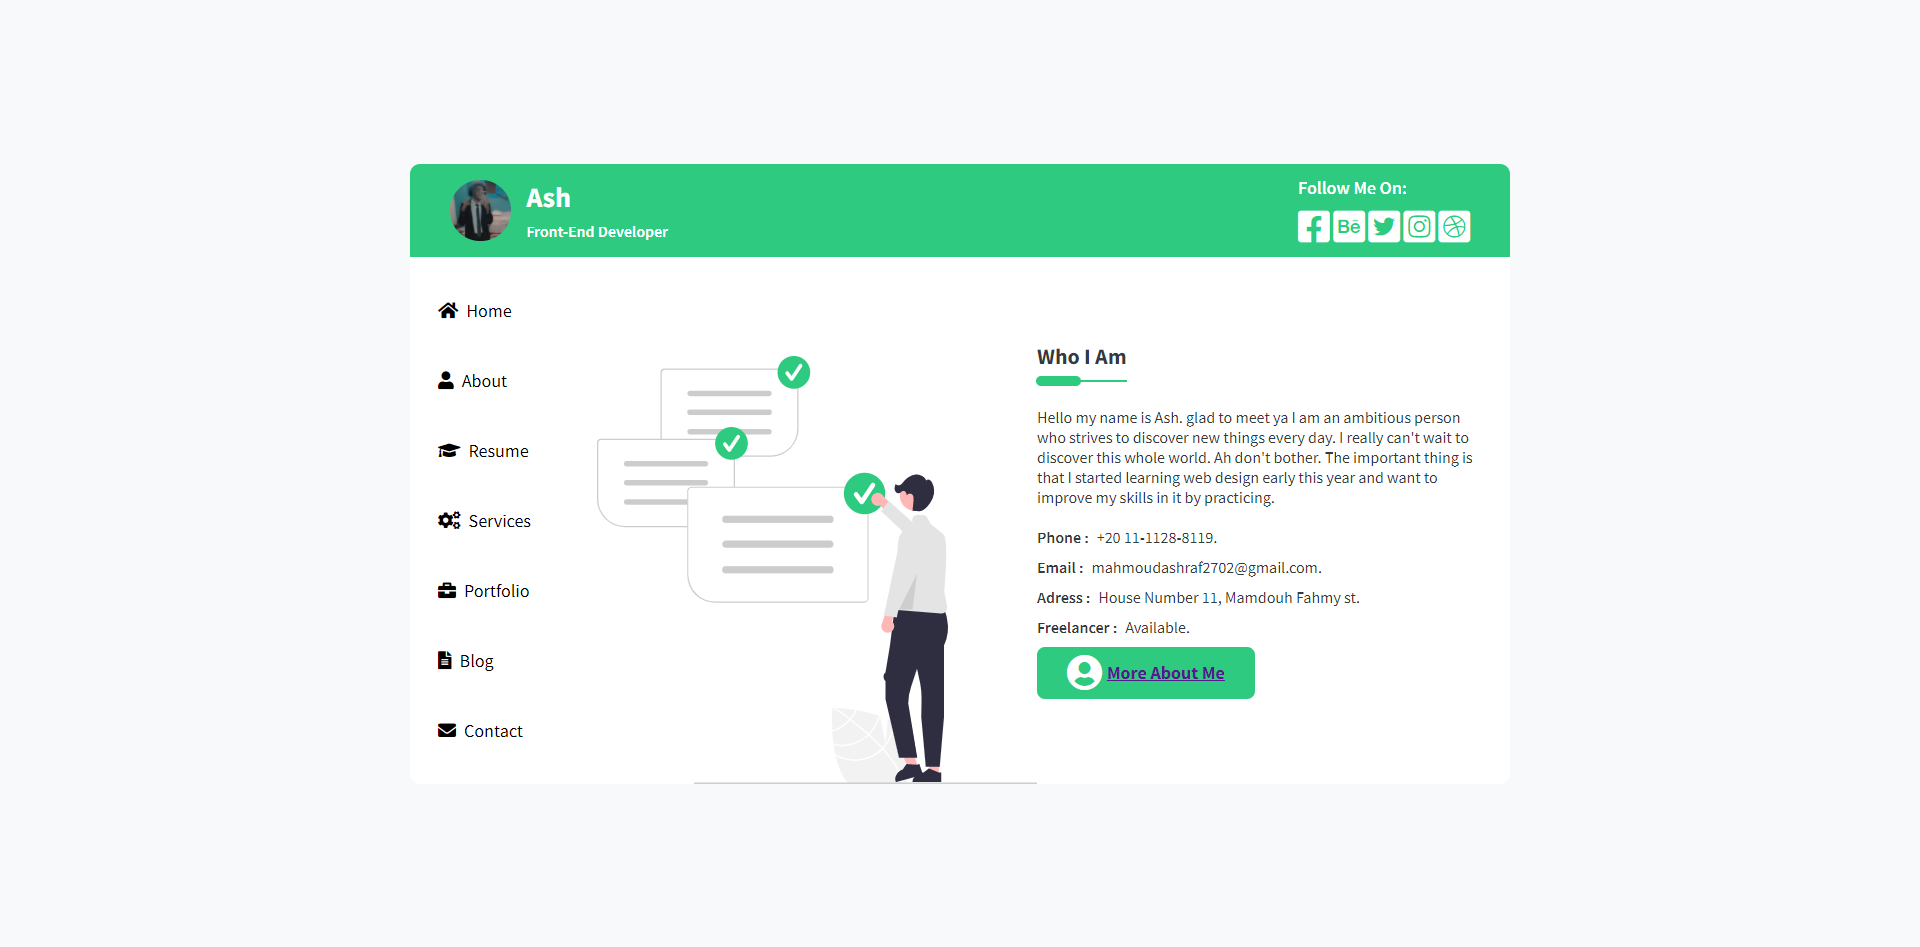 Ash
Front-End Developer
Follow Me On:
Bē
Home
About
Resume
Services
Portfolio
Blog
Contact
Who I Am
Hello my name is Ash. glad to meet ya I am an ambitious person
who strives to discover new things every day. I really can't wait to
discover this whole world. Ah don't bother. The important thing is
that I started learning web design early this year and want to
improve my skills in it by practicing.
Phone : +20 11-1128-8119.
Email : mahmoudashraf2702@gmail.com.
Adress : House Number 11, Mamdouh Fahmy st.
Freelancer : Available.
More About Me